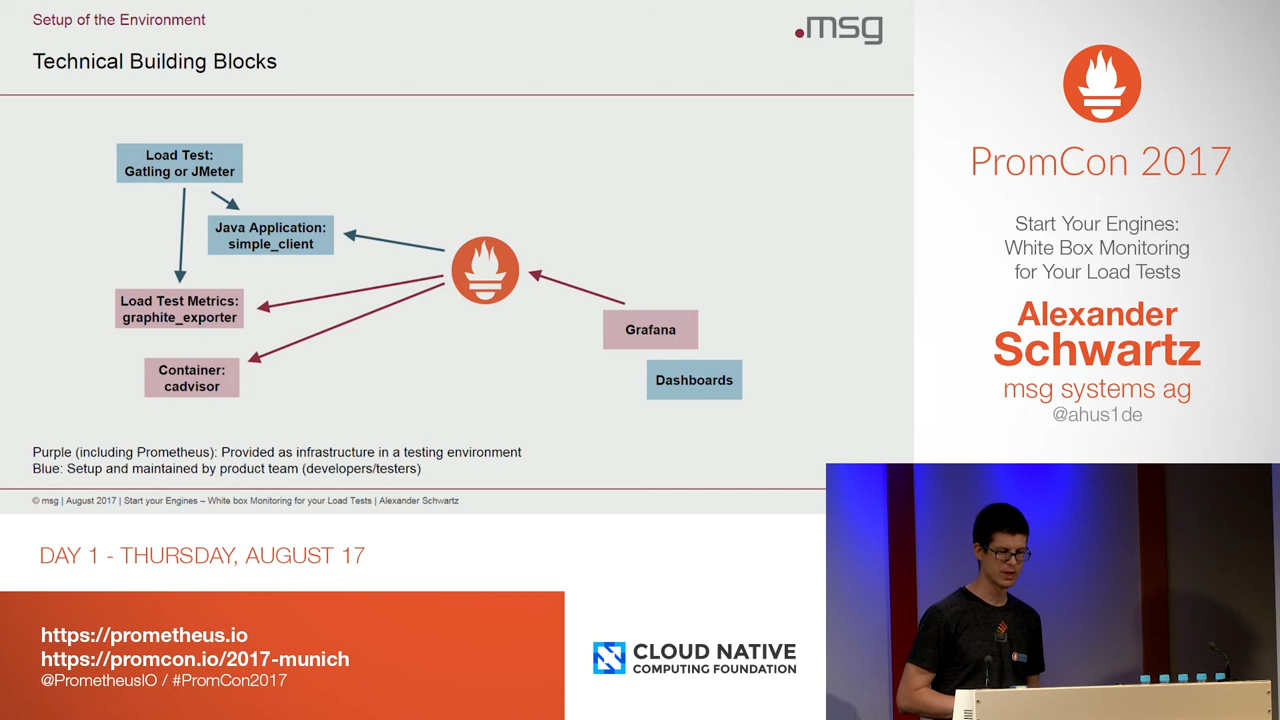 Setup of the Environment
.msg
Technical Building Blocks
Load Test:
Gatling or JMeter
Java Application:
simple_client
Load Test Metrics:
graphite_exporter
Container:
cadvisor
Grafana
Dashboards
Purple (including Prometheus): Provided as infrastructure in a testing environment
Blue: Setup and maintained by product team (developers/testers)
© msg | August 2017 | Start your Engines – White box Monitoring for your Load Tests | Alexander Schwartz
PromCon 2017
Start Your Engines:
White Box Monitoring
for Your Load Tests
Alexander
Schwartz
msg systems ag
@ahus1de
DAY 1 - THURSDAY, AUGUST 17
https://prometheus.io
https://promcon.io/2017-munich
@PrometheusIO / #PromCon2017
CLOUD NATIVE
COMPUTING FOUNDATION